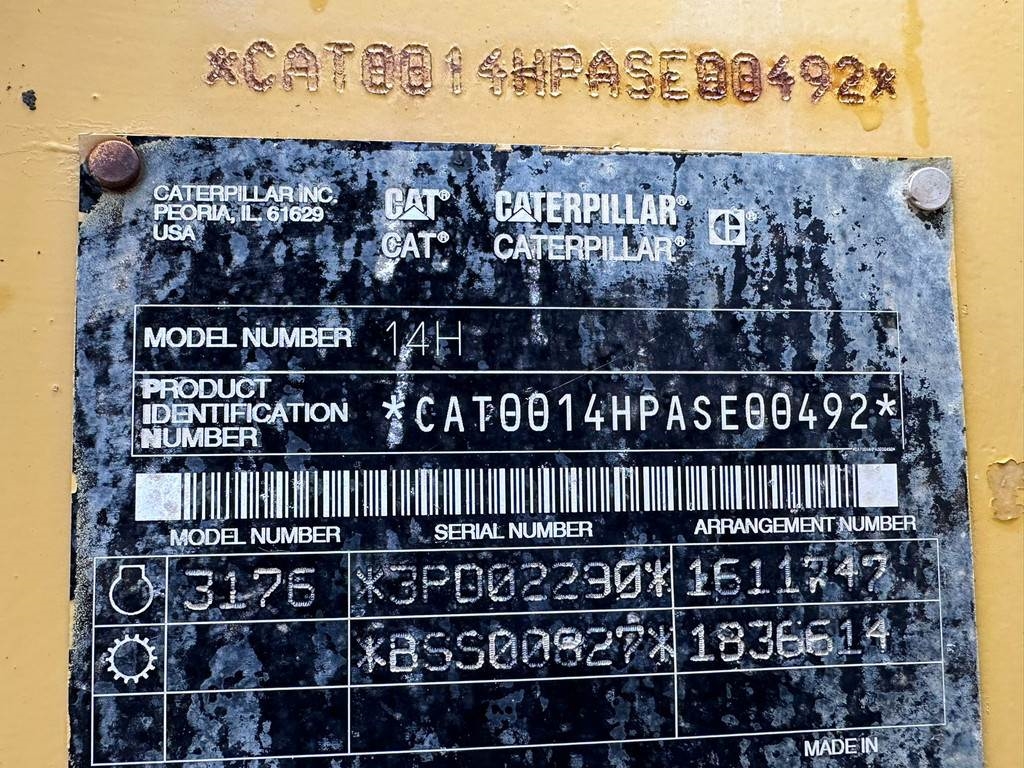 *CAT0014HPASE00492*
CATERPILLAR INC.
PEORIA, IL 61629
USA
CAT® CATERPILLAR®
CAT® CATERPILLAR®
MODEL NUMBER 14H
PRODUCT
IDENTIFICATION
NUMBER
*CAT0014HPASE00492*
MODEL NUMBER SERIAL NUMBER ARRANGEMENT NUMBER
3176 *3PD02290* 1611747
*BSS00827* 1836614
MADE IN